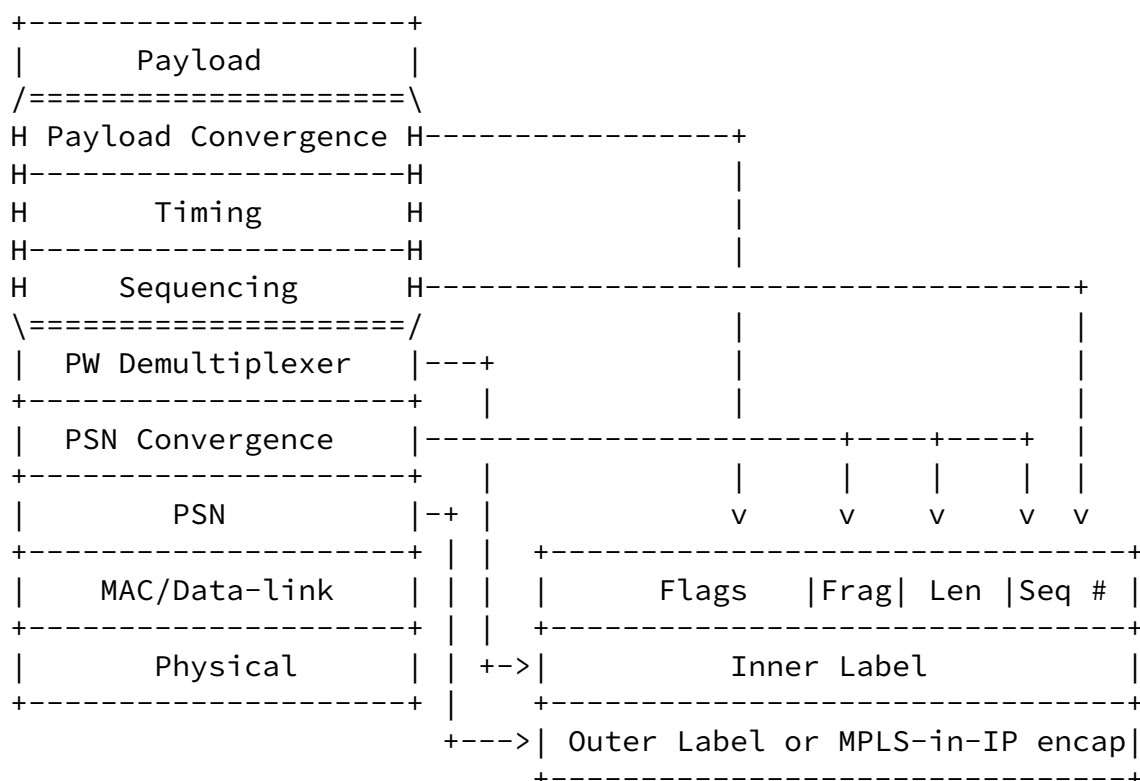 Payload
Payload Convergence
Timing
Sequencing
PW Demultiplexer
PSN Convergence
PSN
MAC/Data-link
Flags |Frag| Len |Seq #
Physical
Inner Label
Outer Label or MPLS-in-IP encap